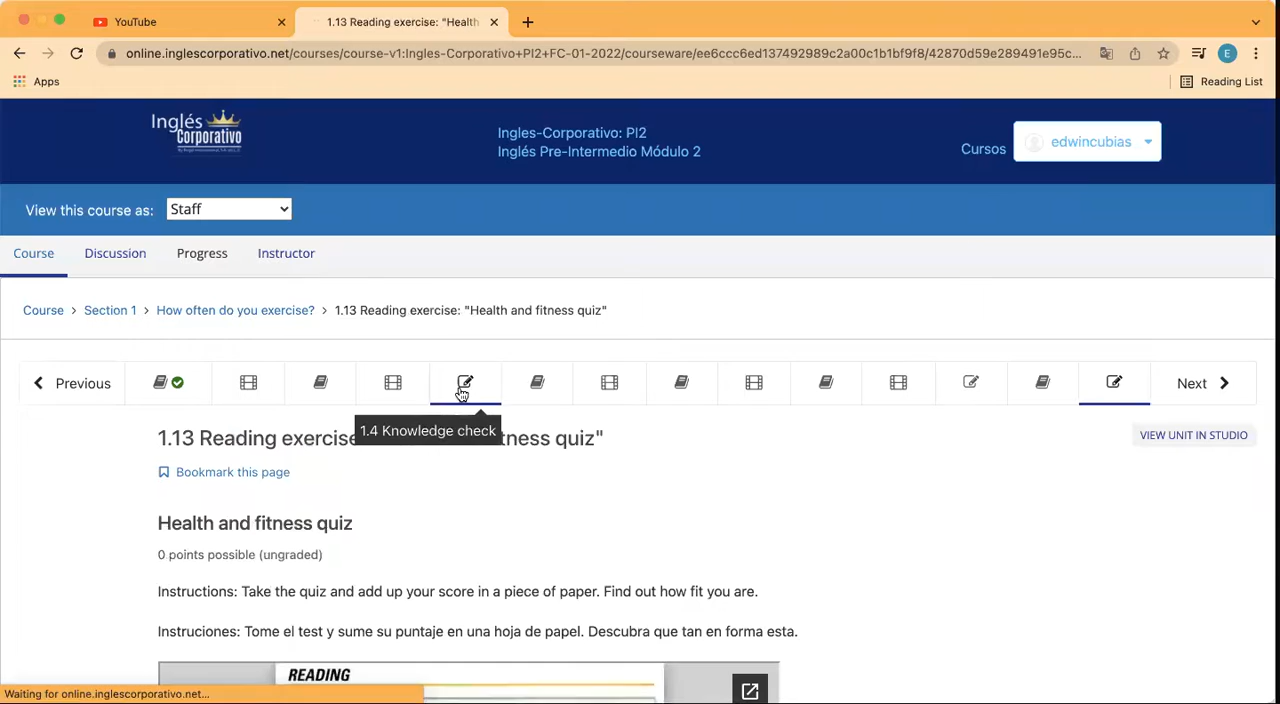 YouTube
1.13 Reading exercise: "Health
online.inglescorporativo.net/courses/course-v1:Ingles-Corporativo+PI2+FC-01-2022/courseware/ee6ccc6ed137492989c2a00c1b1bf9f8/42870d59e289491e95c...
E
Apps
Reading List
Inglés
Corporativo
Ingles-Corporativo: PI2
Inglés Pre-Intermedio Módulo 2
Cursos
edwincubias
View this course as:
Staff
Course
Discussion
Progress
Instructor
Course > Section 1 > How often do you exercise? > 1.13 Reading exercise: "Health and fitness quiz"
Previous
Next
1.4 Knowledge check
1.13 Reading exercise tness quiz"
VIEW UNIT IN STUDIO
Bookmark this page
Health and fitness quiz
0 points possible (ungraded)
Instructions: Take the quiz and add up your score in a piece of paper. Find out how fit you are.
Instruciones: Tome el test y sume su puntaje en una hoja de papel. Descubra que tan en forma esta.
READING
Waiting for online.inglescorporativo.net...